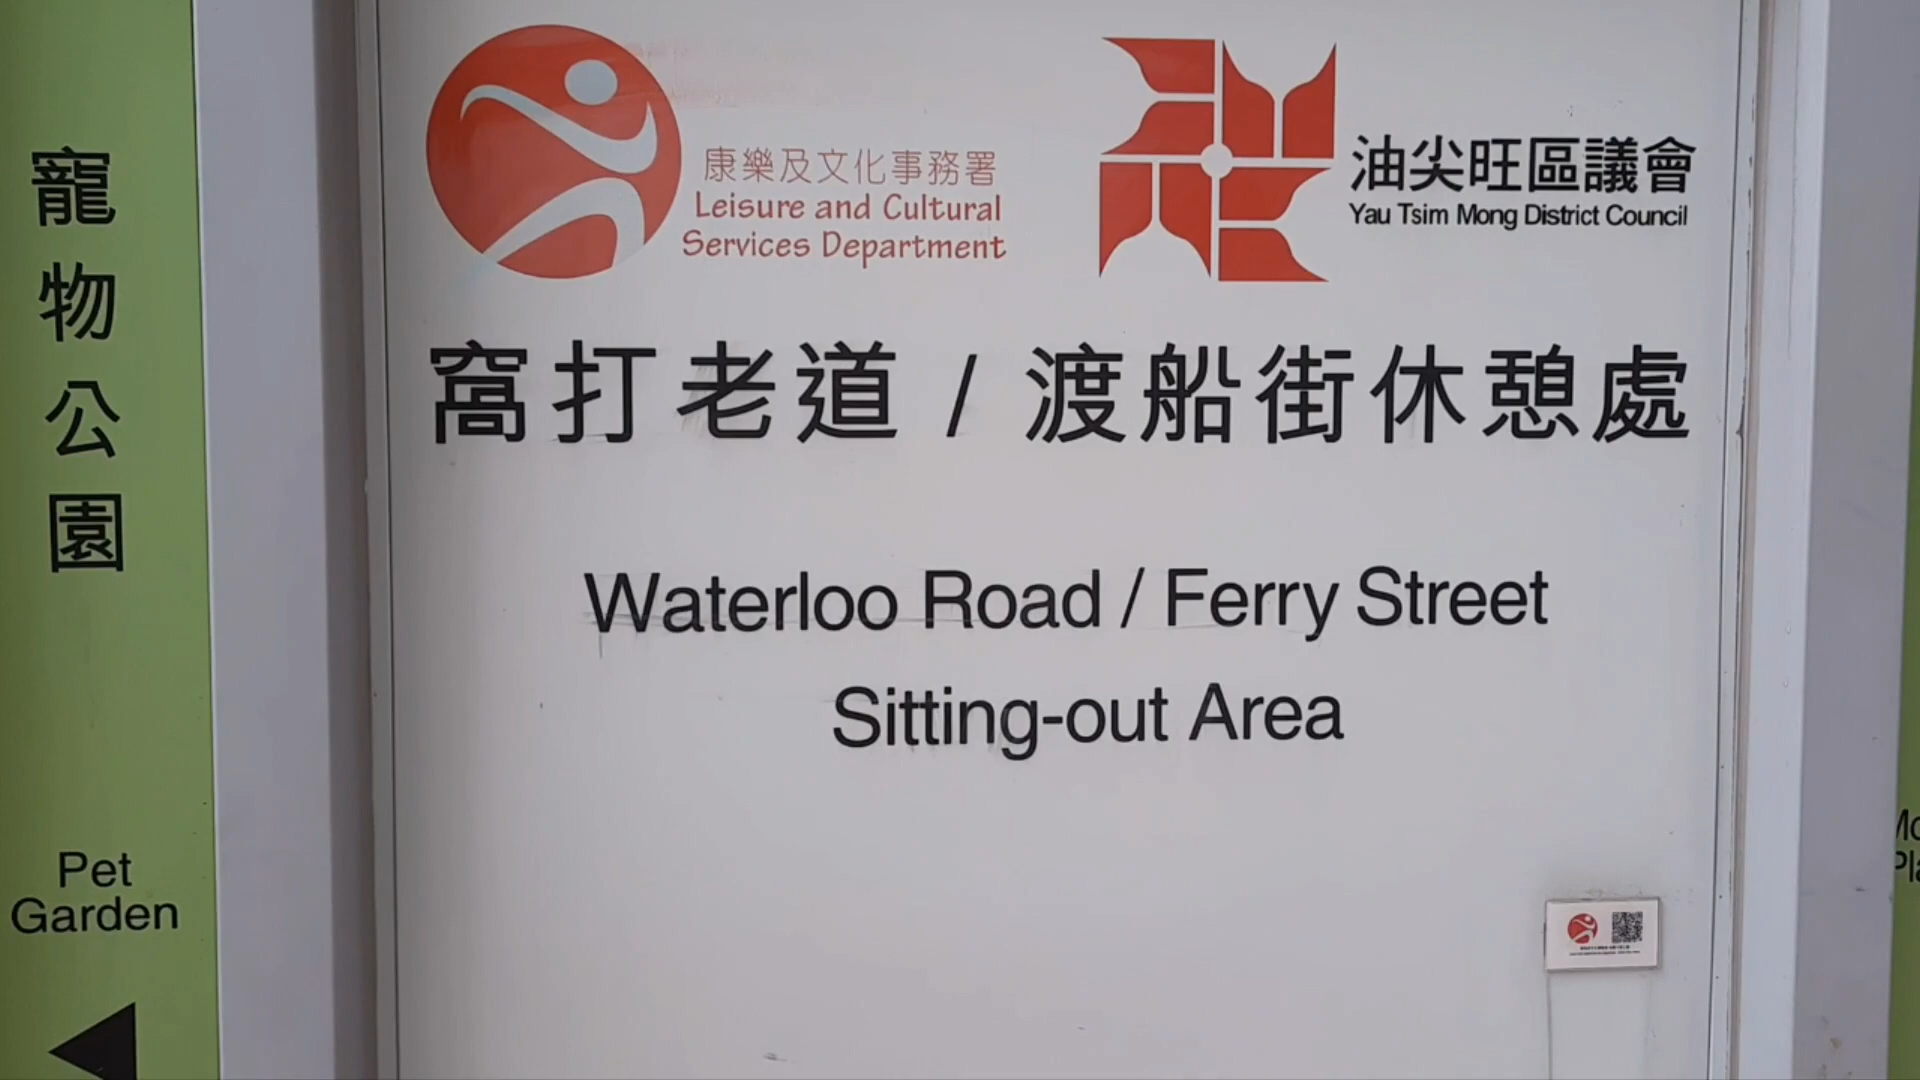 寵物公園
Pet
Garden
康樂及文化事務署
Leisure and Cultural
Services Department
油尖旺區議會
Yau Tsim Mong District Council
窩打老道 / 渡船街休憩處
Waterloo Road / Ferry Street
Sitting-out Area